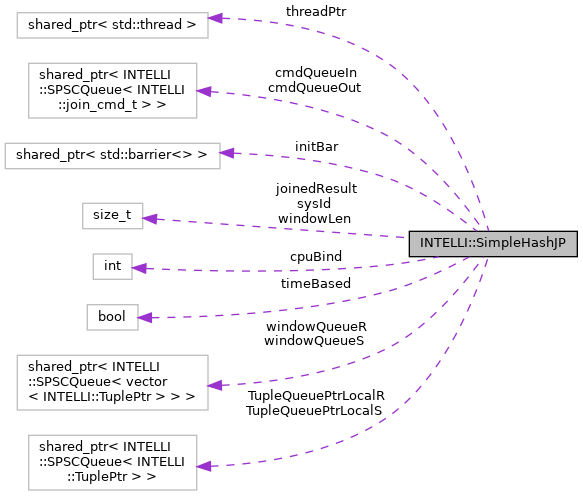 threadPtr
shared_ptr< std::thread >
shared_ptr< INTELLI
::SPSCQueue< INTELLI
::join_cmd_t > >
cmdQueueIn
cmdQueueOut
shared_ptr< std::barrier<> >
initBar
size_t
joinedResult
sysId
windowLen
INTELLI::SimpleHashJP
int
cpuBind
bool
timeBased
shared_ptr< INTELLI
::SPSCQueue< vector
< INTELLI::TuplePtr > > >
windowQueueR
windowQueueS
shared_ptr< INTELLI
::SPSCQueue< INTELLI
::TuplePtr > >
TupleQueuePtrLocalR
TupleQueuePtrLocalS